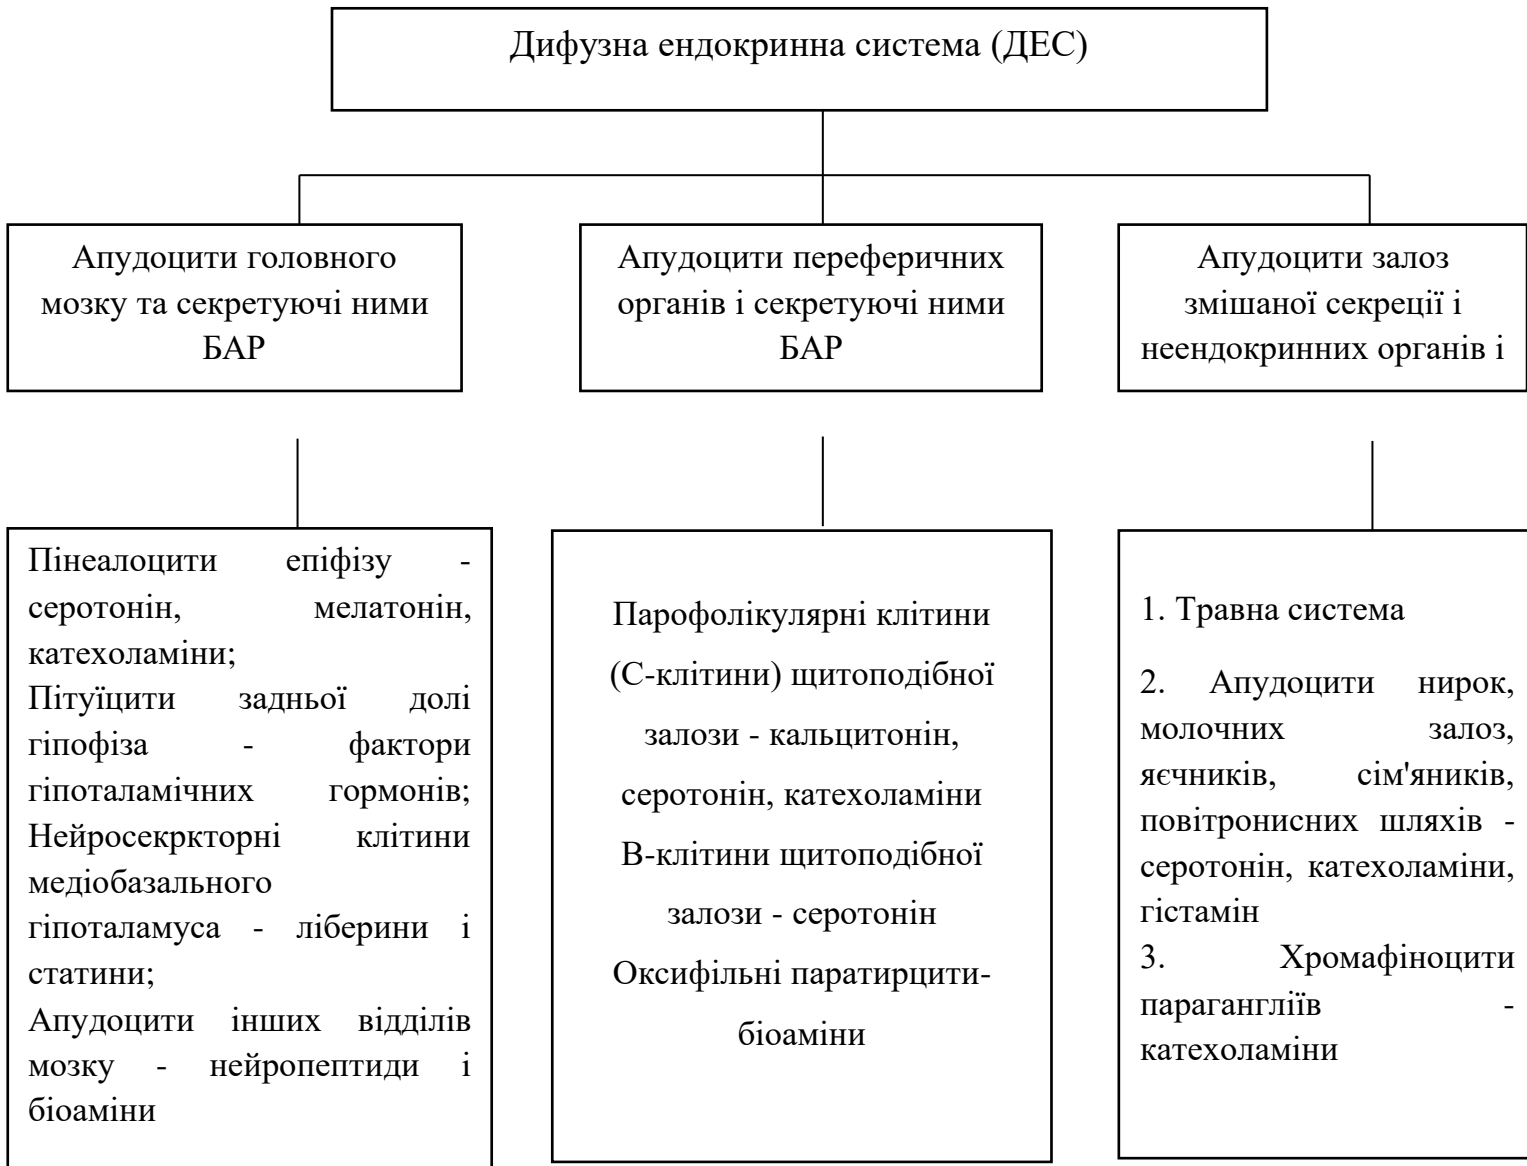 Дифузна ендокринна система (ДЕС)
Апудоцити головного
мозку та секретуючі ними
БАР
Апудоцити переферичних
органів і секретуючі ними
БАР
Апудоцити залоз
змішаної секреції і
неендокринних органів і
Пінеалоцити епіфізу -
серотонін, мелатонін,
катехоламіни;
Пітуїцити задньої долі
гіпофіза - фактори
гіпоталамічних гормонів;
Нейросекркторні клітини
медіобазального
гіпоталамуса - ліберини і
статини;
Апудоцити інших відділів
мозку - нейропептиди і
біоаміни
Парофолікулярні клітини
(С-клітини) щитоподібної
залози - кальцитонін,
серотонін, катехоламіни
В-клітини щитоподібної
залози - серотонін
Оксифільні паратирцити-
біоаміни
1. Травна система
2. Апудоцити нирок,
молочних залоз,
яєчників, сім'яників,
повітронисних шляхів -
серотонін, катехоламіни,
гістамін
3. Хромафіноцити
парагангліїв -
катехоламіни